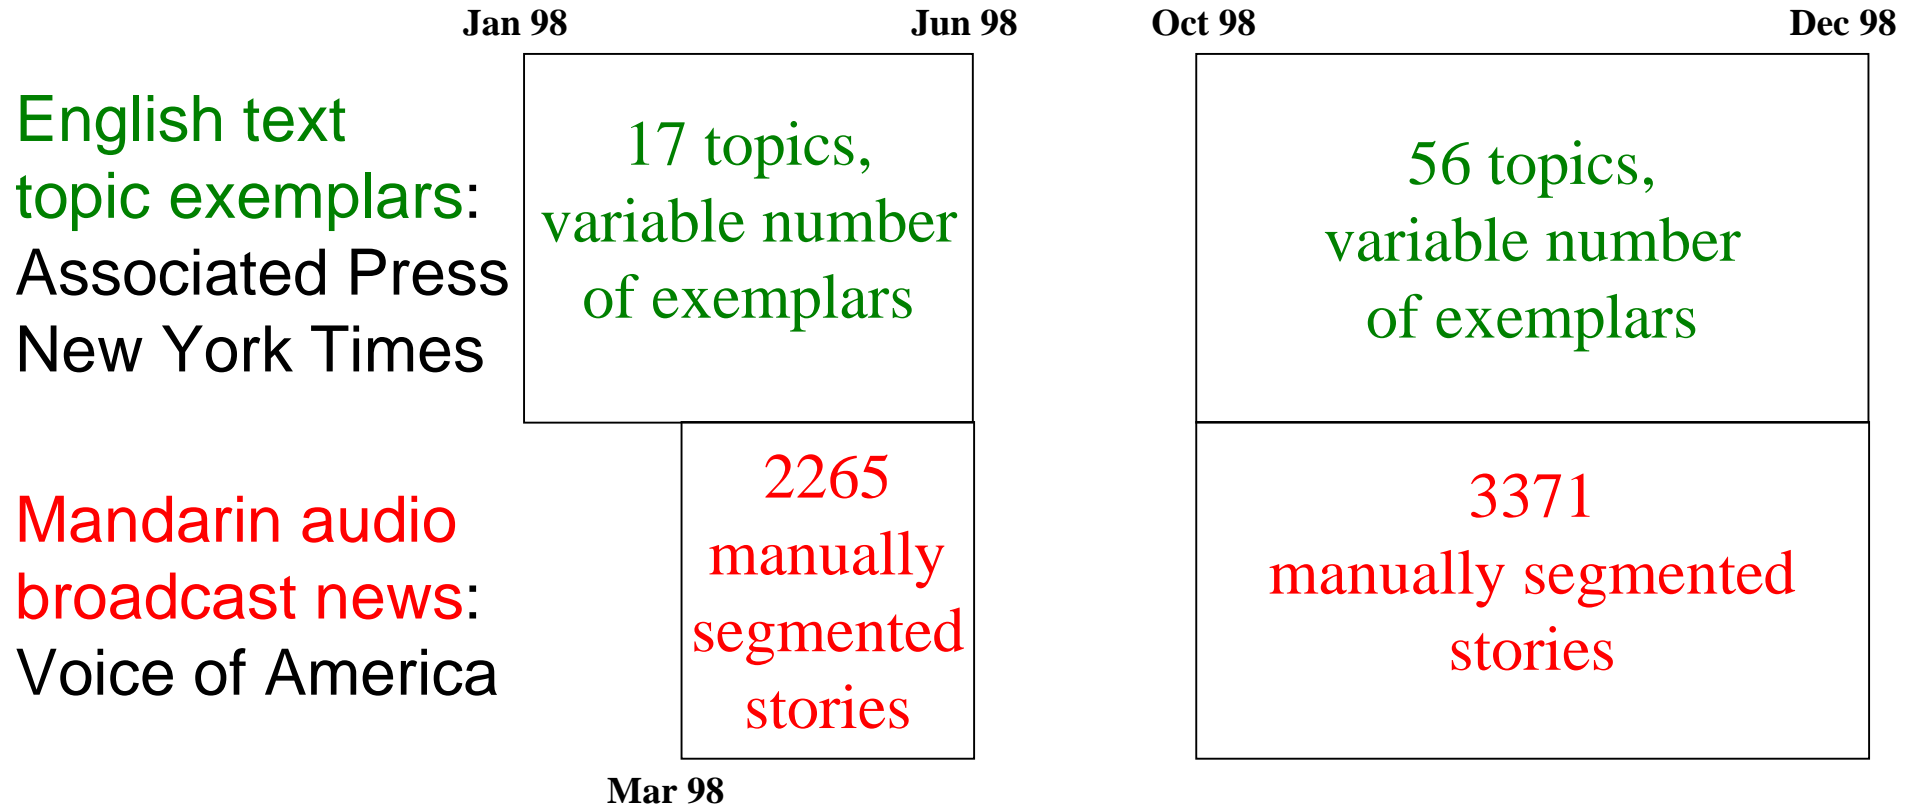 Jan 98
Jun 98
Oct 98
Dec 98
English text
topic exemplars:
Associated Press
New York Times
17 topics,
variable number
of exemplars
56 topics,
variable number
of exemplars
Mandarin audio
broadcast news:
Voice of America
2265
manually
segmented
stories
3371
manually segmented
stories
Mar 98